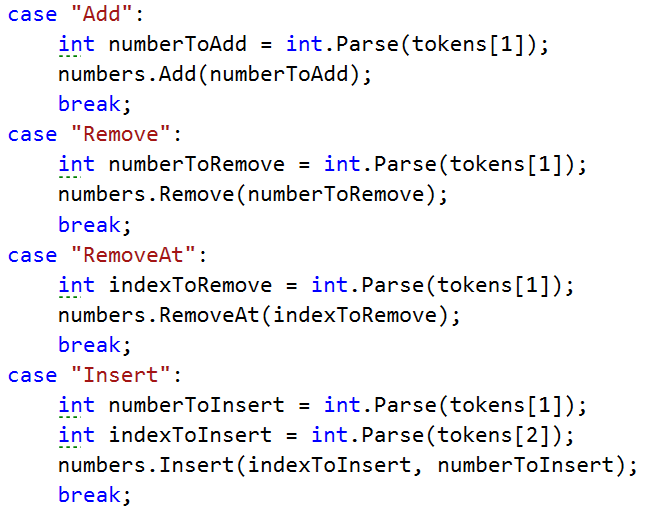 case "Add":
    int numberToAdd = int.Parse(tokens[1]);
    numbers.Add(numberToAdd);
    break;
case "Remove":
    int numberToRemove = int.Parse(tokens[1]);
    numbers.Remove(numberToRemove);
    break;
case "RemoveAt":
    int indexToRemove = int.Parse(tokens[1]);
    numbers.RemoveAt(indexToRemove);
    break;
case "Insert":
    int numberToInsert = int.Parse(tokens[1]);
    int indexToInsert = int.Parse(tokens[2]);
    numbers.Insert(indexToInsert, numberToInsert);
    break;